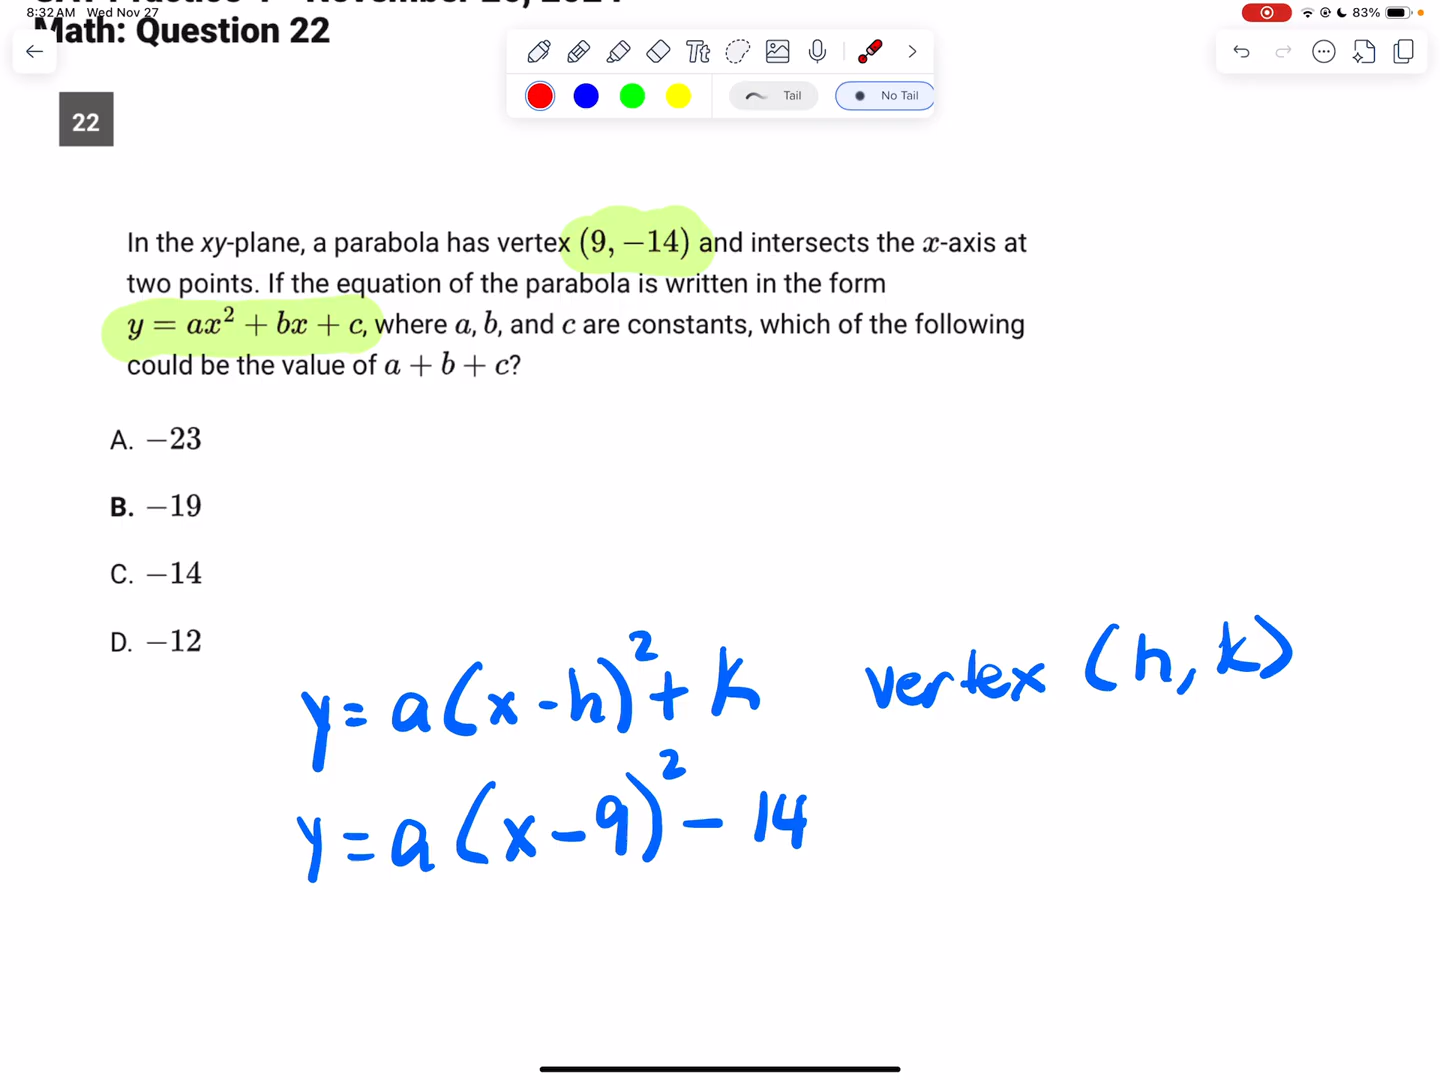 8:32 AM Wed Nov 27
83%
Math: Question 22
Tt
Tail
No Tail
22
In the xy-plane, a parabola has vertex (9, −14) and intersects the x-axis at
two points. If the equation of the parabola is written in the form
y = ax² + bx + c, where a, b, and c are constants, which of the following
could be the value of a + b + c?
A. −23
B. −19
C. −14
D. −12
y = a(x - h)² + k vertex (h, k)
y = a(x - 9)² - 14